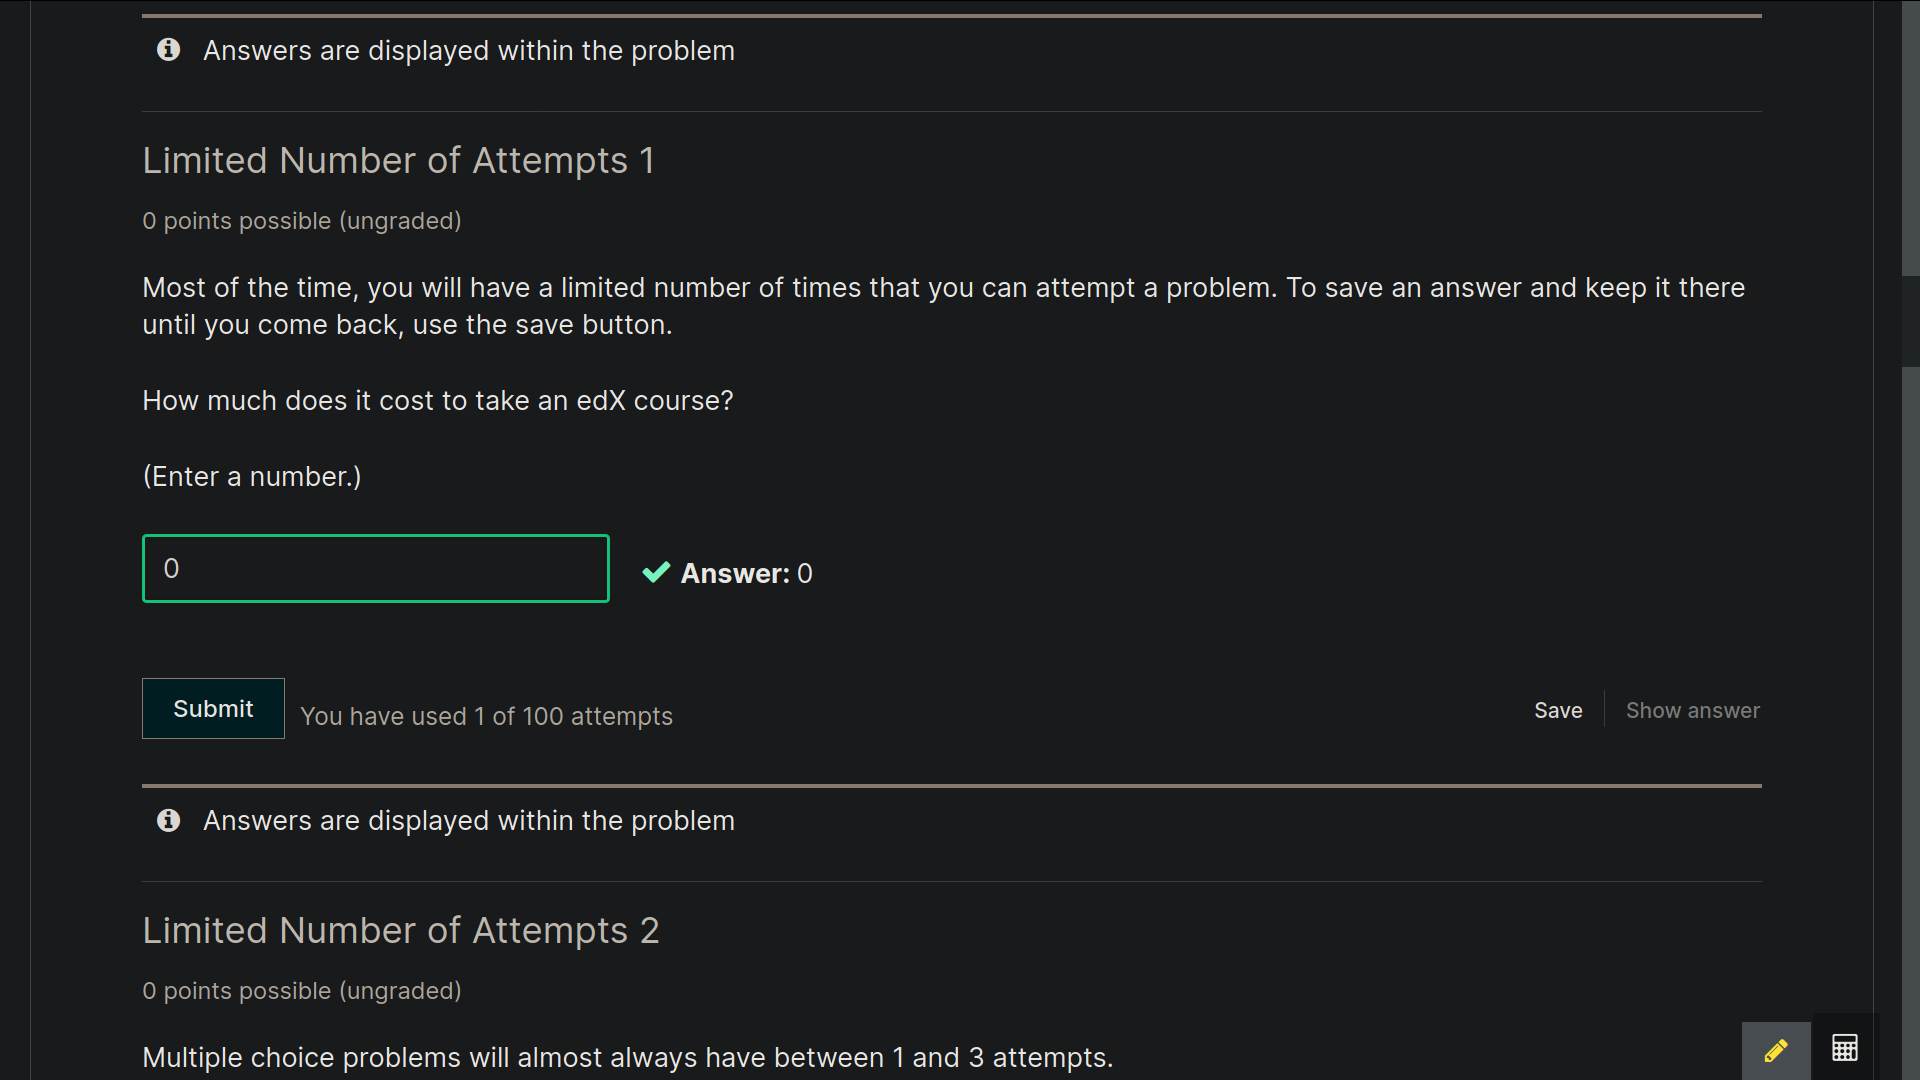 Answers are displayed within the problem
Limited Number of Attempts 1
0 points possible (ungraded)
Most of the time, you will have a limited number of times that you can attempt a problem. To save an answer and keep it there
until you come back, use the save button.
How much does it cost to take an edX course?
(Enter a number.)
0 Answer: 0
Submit You have used 1 of 100 attempts Save Show answer
Answers are displayed within the problem
Limited Number of Attempts 2
0 points possible (ungraded)
Multiple choice problems will almost always have between 1 and 3 attempts.